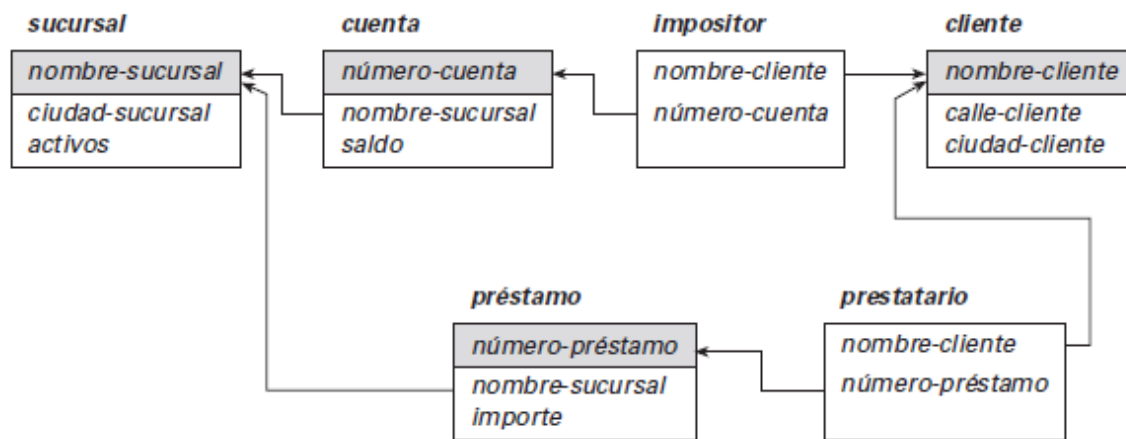 sucursal
nombre-sucursal
ciudad-sucursal
activos
cuenta
número-cuenta
nombre-sucursal
saldo
impositor
nombre-cliente
número-cuenta
cliente
nombre-cliente
calle-cliente
ciudad-cliente
préstamo
número-préstamo
nombre-sucursal
importe
prestatario
nombre-cliente
número-préstamo